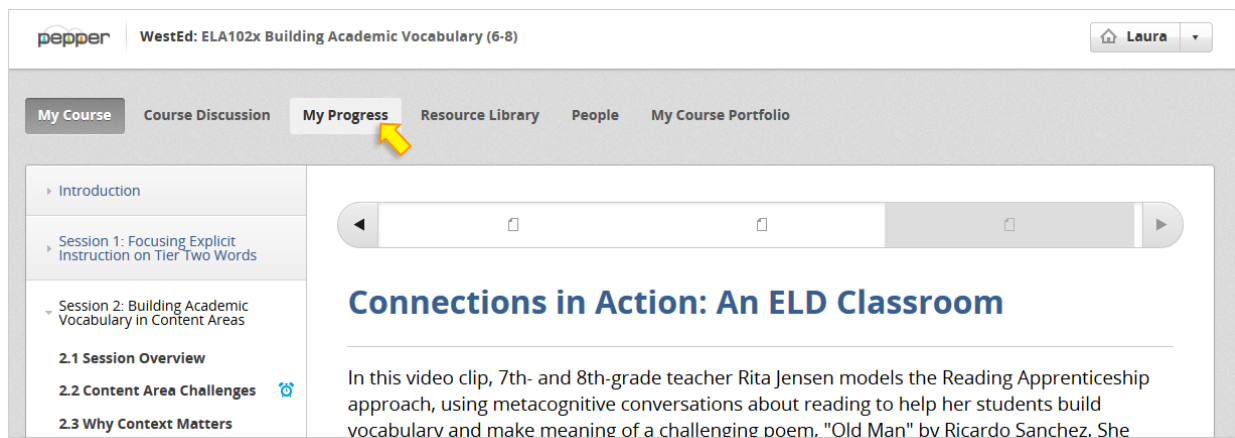 pepper WestEd: ELA102x Building Academic Vocabulary (6-8) Laura
My Course Course Discussion My Progress Resource Library People My Course Portfolio
Introduction
Session 1: Focusing Explicit
Instruction on Tier Two Words
Session 2: Building Academic
Vocabulary in Content Areas
2.1 Session Overview
2.2 Content Area Challenges
2.3 Why Context Matters
Connections in Action: An ELD Classroom
In this video clip, 7th- and 8th-grade teacher Rita Jensen models the Reading Apprenticeship
approach, using metacognitive conversations about reading to help her students build
vocabulary and make meaning of a challenging poem, "Old Man" by Ricardo Sanchez. She